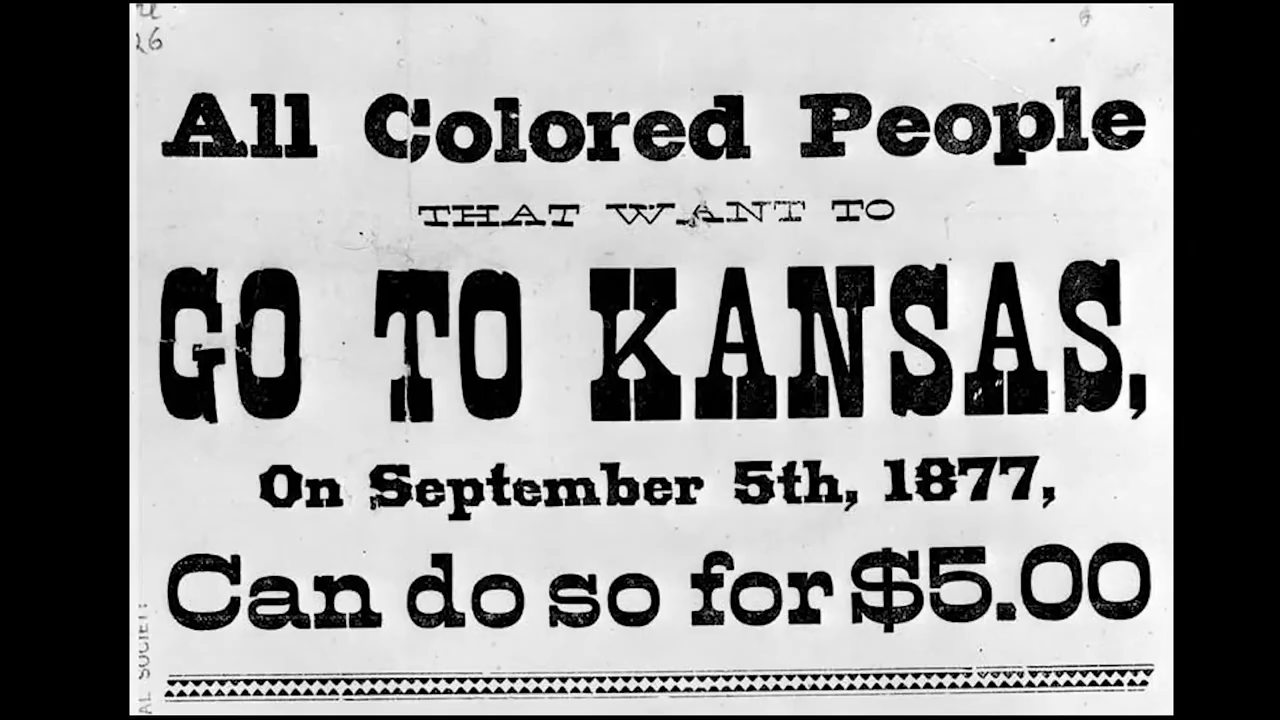 26
All Colored People
THAT WANT TO
GO TO KANSAS,
On September 5th, 1877,
Can do so for $5.00